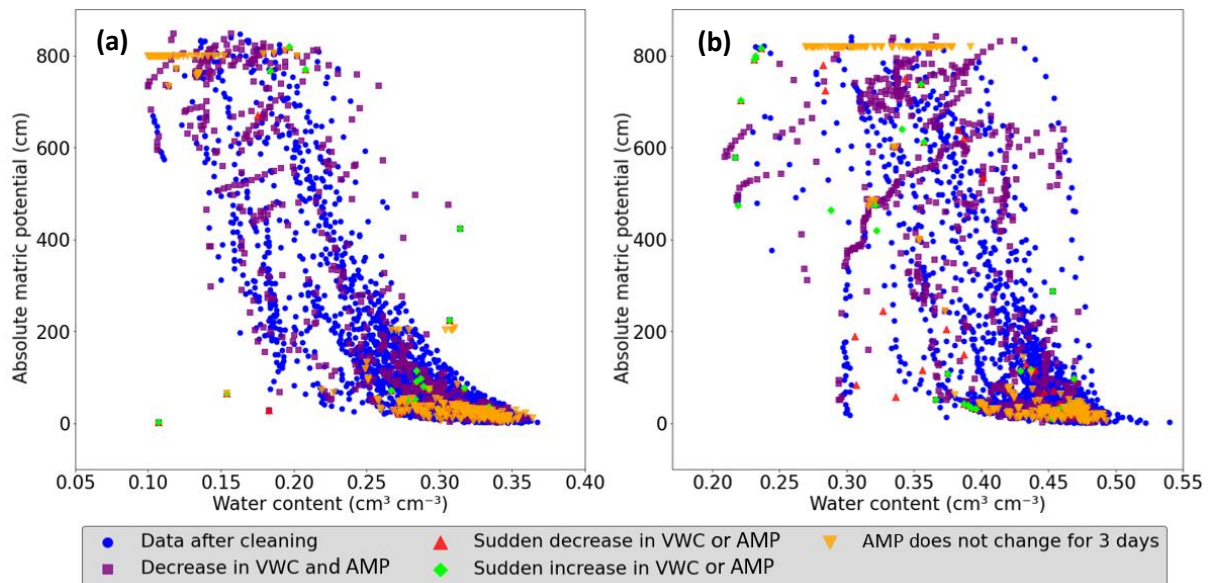 (a)
(b)
800
600
400
200
0
Absolute matric potential (cm)
0.05 0.10 0.15 0.20 0.25 0.30 0.35 0.40
Water content (cm³ cm⁻³)
800
600
400
200
0
Absolute matric potential (cm)
0.20 0.25 0.30 0.35 0.40 0.45 0.50 0.55
Water content (cm³ cm⁻³)
Data after cleaning
Sudden decrease in VWC or AMP
AMP does not change for 3 days
Decrease in VWC and AMP
Sudden increase in VWC or AMP